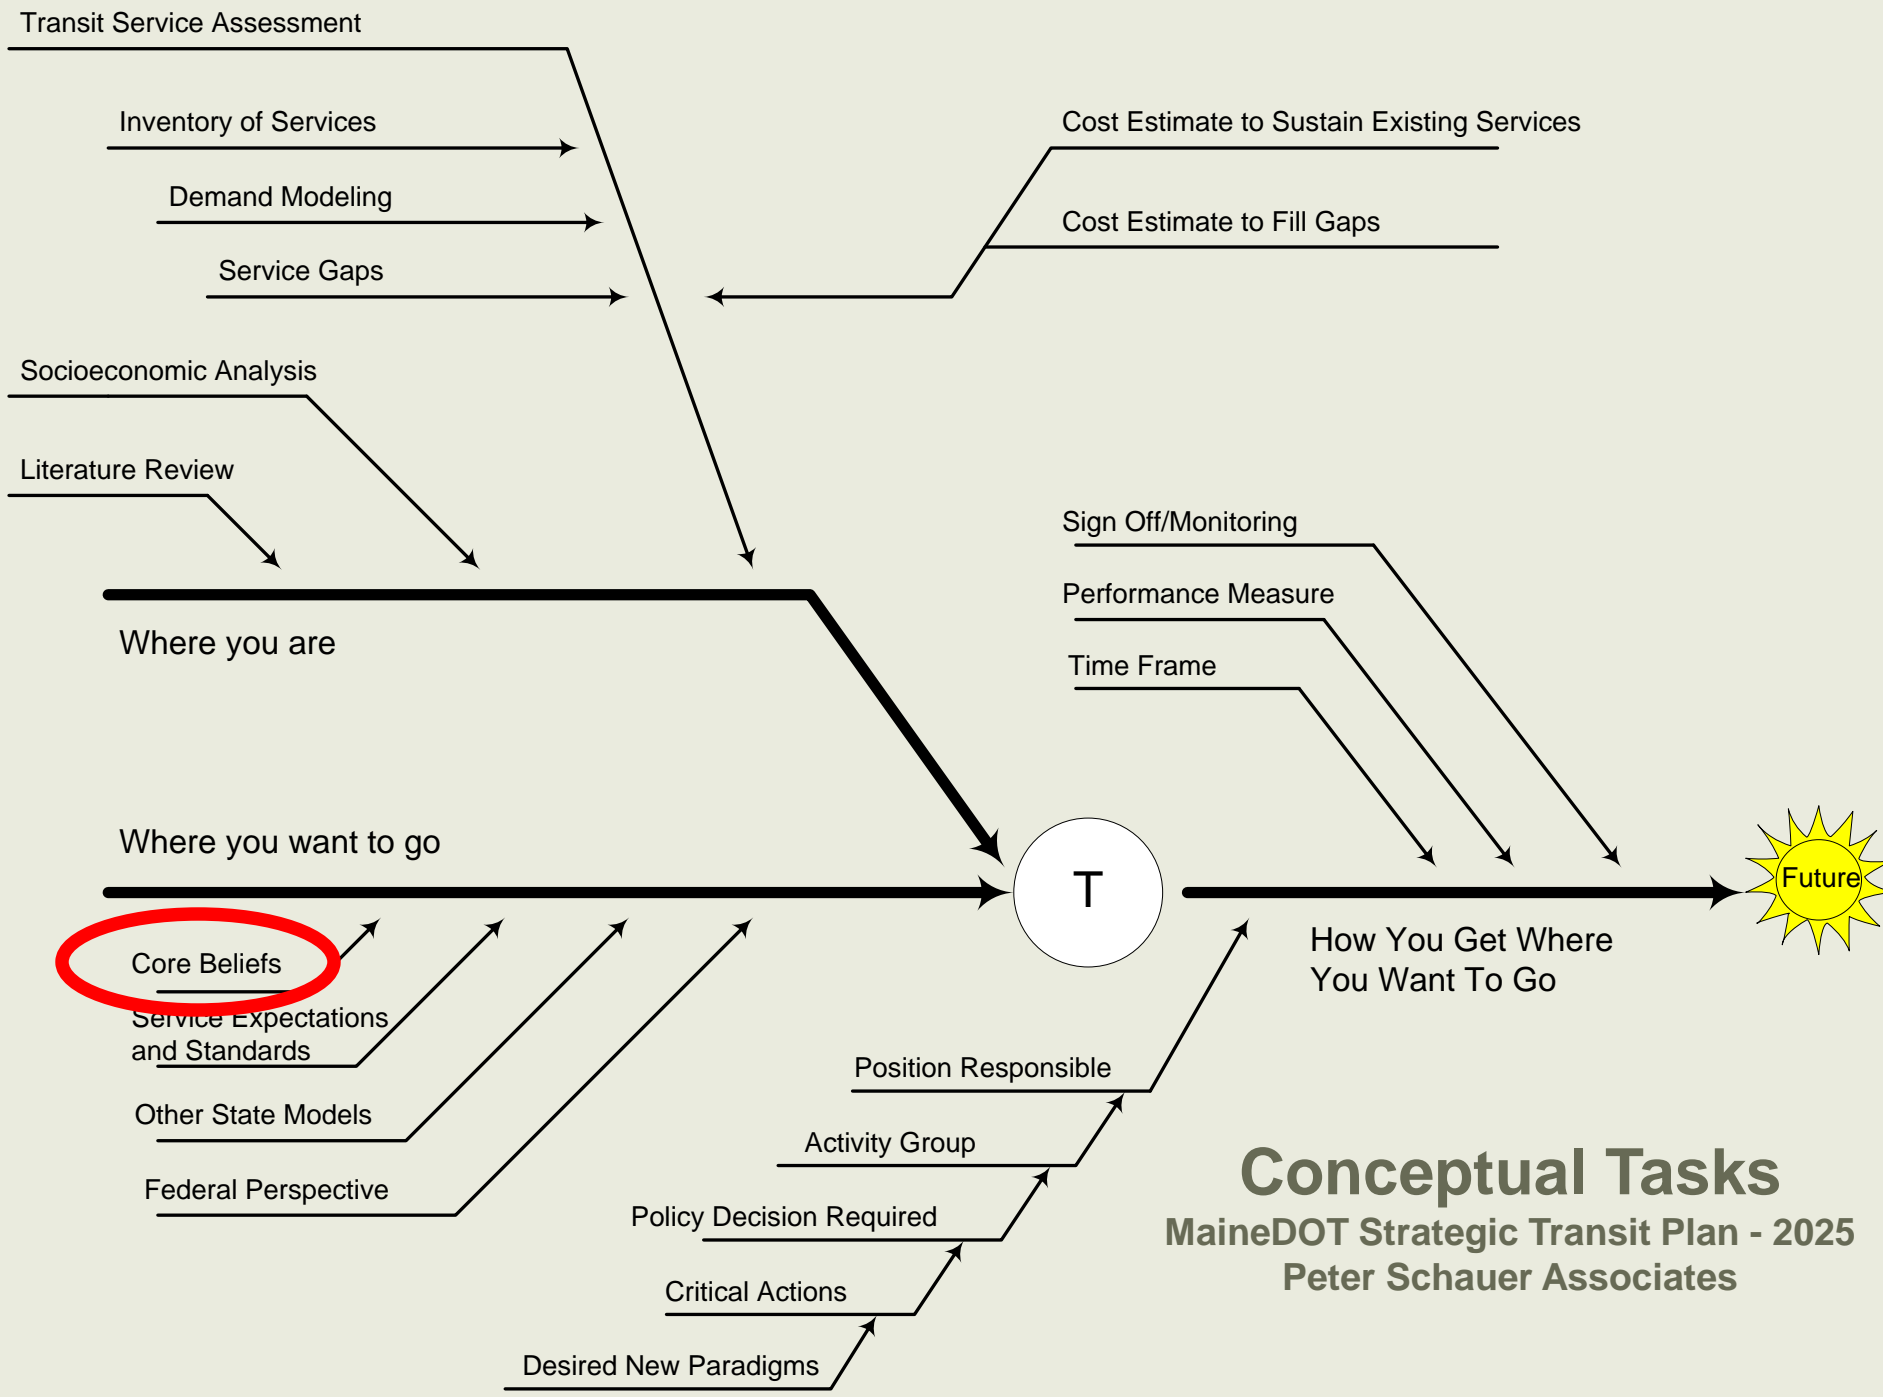 Transit Service Assessment
Inventory of Services
Demand Modeling
Service Gaps
Cost Estimate to Sustain Existing Services
Cost Estimate to Fill Gaps
Socioeconomic Analysis
Literature Review
Where you are
Sign Off/Monitoring
Performance Measure
Time Frame
Where you want to go
T
Future
Core Beliefs
Service Expectations
and Standards
Other State Models
Federal Perspective
How You Get Where
You Want To Go
Position Responsible
Activity Group
Policy Decision Required
Critical Actions
Desired New Paradigms
Conceptual Tasks
MaineDOT Strategic Transit Plan - 2025
Peter Schauer Associates